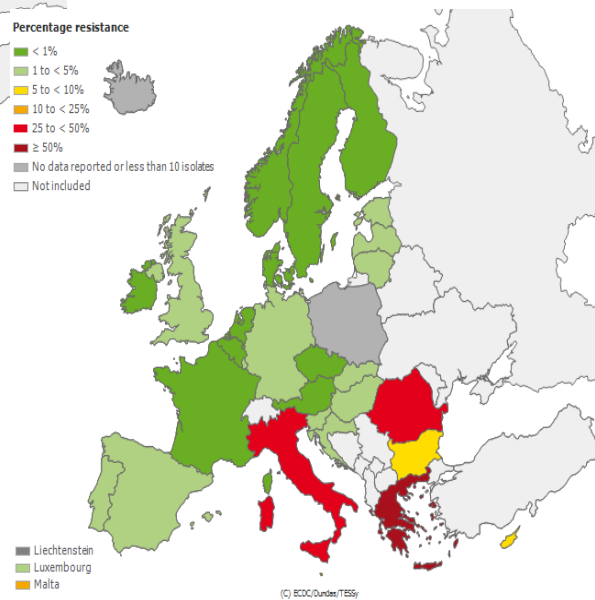 Percentage resistance
< 1%
1 to < 5%
5 to < 10%
10 to < 25%
25 to < 50%
≥ 50%
No data reported or less than 10 isolates
Not included
Liechtenstein
Luxembourg
Malta
(C) ECDC/Dundas/TESSy